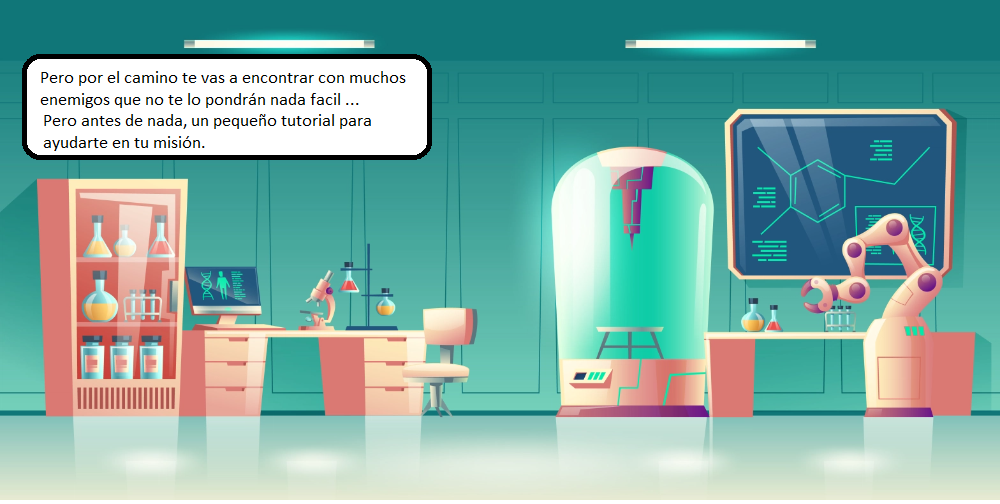 Pero por el camino te vas a encontrar con muchos
enemigos que no te lo pondrán nada facil ...
Pero antes de nada, un pequeño tutorial para
ayudarte en tu misión.